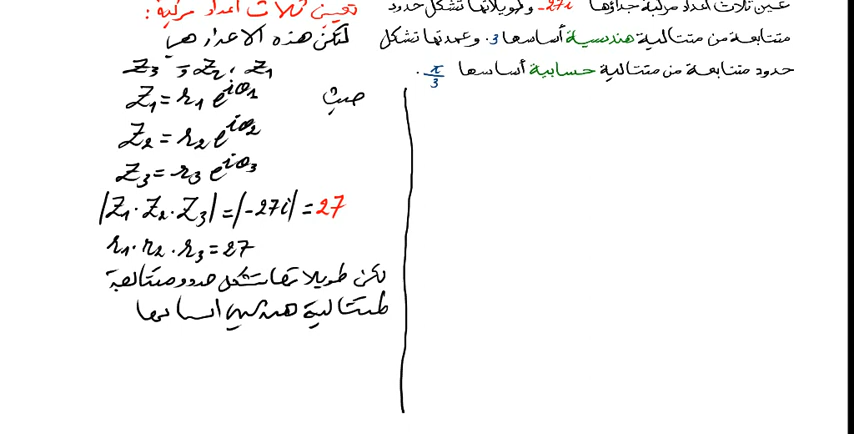 عين ثلاث أعداد مركبة جداؤها -27i وطويلاتها تشكل حدود
متتابعة من متتالية هندسية أساسها 3. وعمدتها تشكل
حدود متتابعة من متتالية حسابية أساسها π/3.
تعيين ثلاث أعداد مركبة:
لتكن هذه الاعداد هي
Z₁ ، Z₂ و Z₃
حيث Z₁ = r₁ e^{iθ₁}
Z₂ = r₂ e^{iθ₂}
Z₃ = r₃ e^{iθ₃}
|Z₁ · Z₂ · Z₃| = |-27i| = 27
r₁ · r₂ · r₃ = 27
لكن طويلاتها تشكل حدود متتابعة
متتالية هندسية اساسها